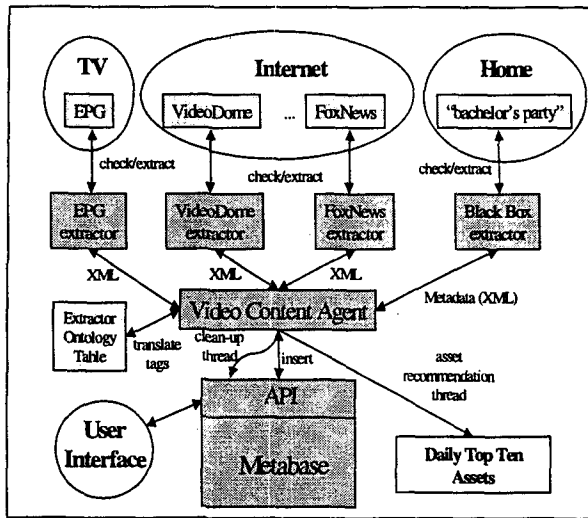 TV
Internet
Home
EPG
VideoDome
...
FoxNews
"bachelor's party"
check/extract
check/extract
check/extract
EPG
extractor
VideoDome
extractor
FoxNews
extractor
Black Box
extractor
XML
XML
XML
Metadata (XML)
Video Content Agent
Extractor
Ontology
Table
translate
tags
clean-up
thread
insert
asset
recommendation
thread
API
Metabase
User
Interface
Daily Top Ten
Assets